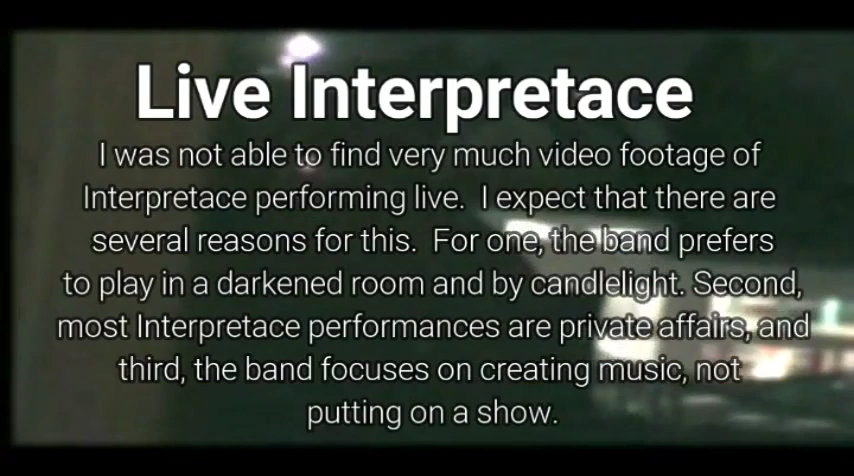 Live Interpretace
I was not able to find very much video footage of
Interpretace performing live.  I expect that there are
several reasons for this.  For one, the band prefers
to play in a darkened room and by candlelight. Second,
most Interpretace performances are private affairs, and
third, the band focuses on creating music, not
putting on a show.